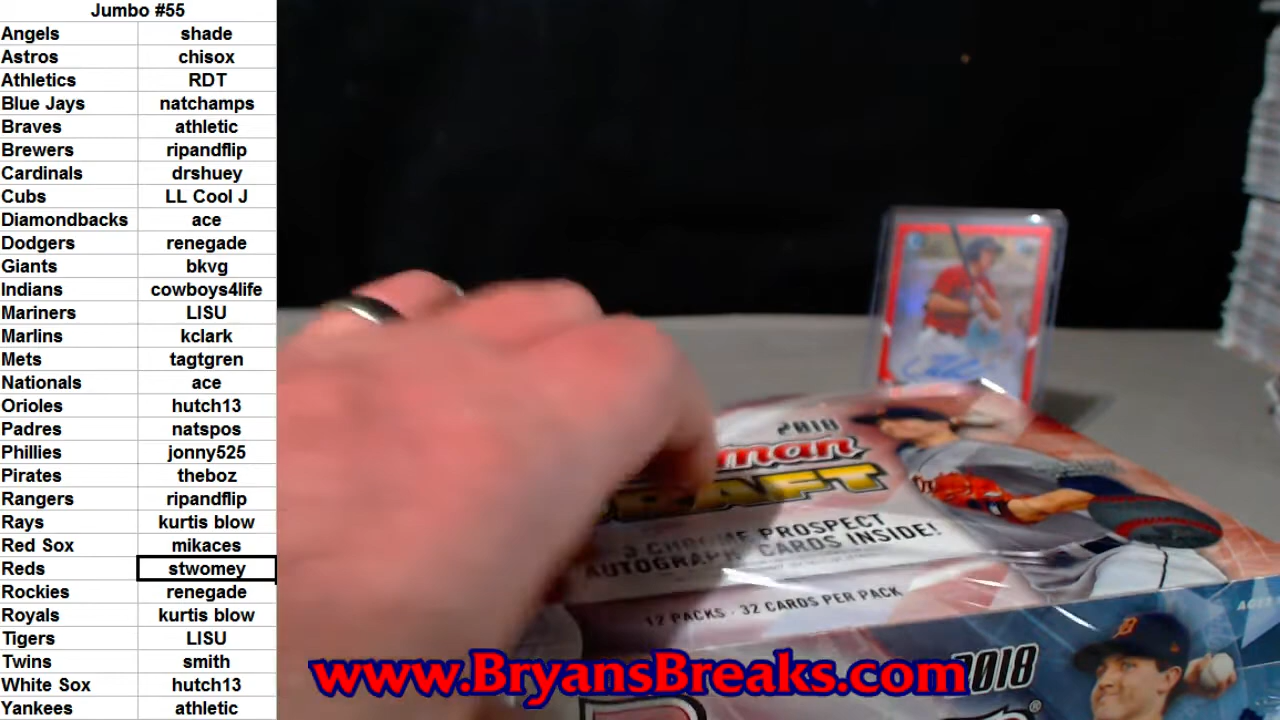 Jumbo #55
Angels shade
Astros chisox
Athletics RDT
Blue Jays natchamps
Braves athletic
Brewers ripandflip
Cardinals drshuey
Cubs LL Cool J
Diamondbacks ace
Dodgers renegade
Giants bkvg
Indians cowboys4life
Mariners LISU
Marlins kclark
Mets tagtgren
Nationals ace
Orioles hutch13
Padres natspos
Phillies jonny525
Pirates theboz
Rangers ripandflip
Rays kurtis blow
Red Sox mikaces
Reds stwomey
Rockies renegade
Royals kurtis blow
Tigers LISU
Twins smith
White Sox hutch13
Yankees athletic
2018
CHROME PROSPECT
AUTOGRAPH CARDS INSIDE!
12 PACKS · 32 CARDS PER PACK
www.BryansBreaks.com
2018